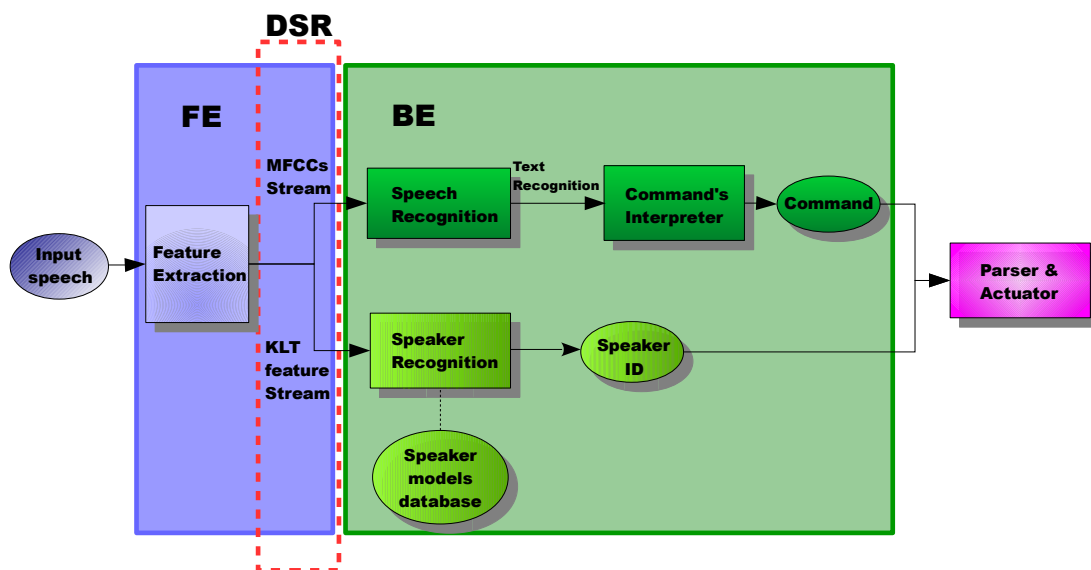 DSR
FE
BE
MFCCs
Stream
Text
Recognition
Speech
Recognition
Command's
Interpreter
Command
Input
speech
Feature
Extraction
Parser &
Actuator
KLT
feature
Stream
Speaker
Recognition
Speaker
ID
Speaker
models
database